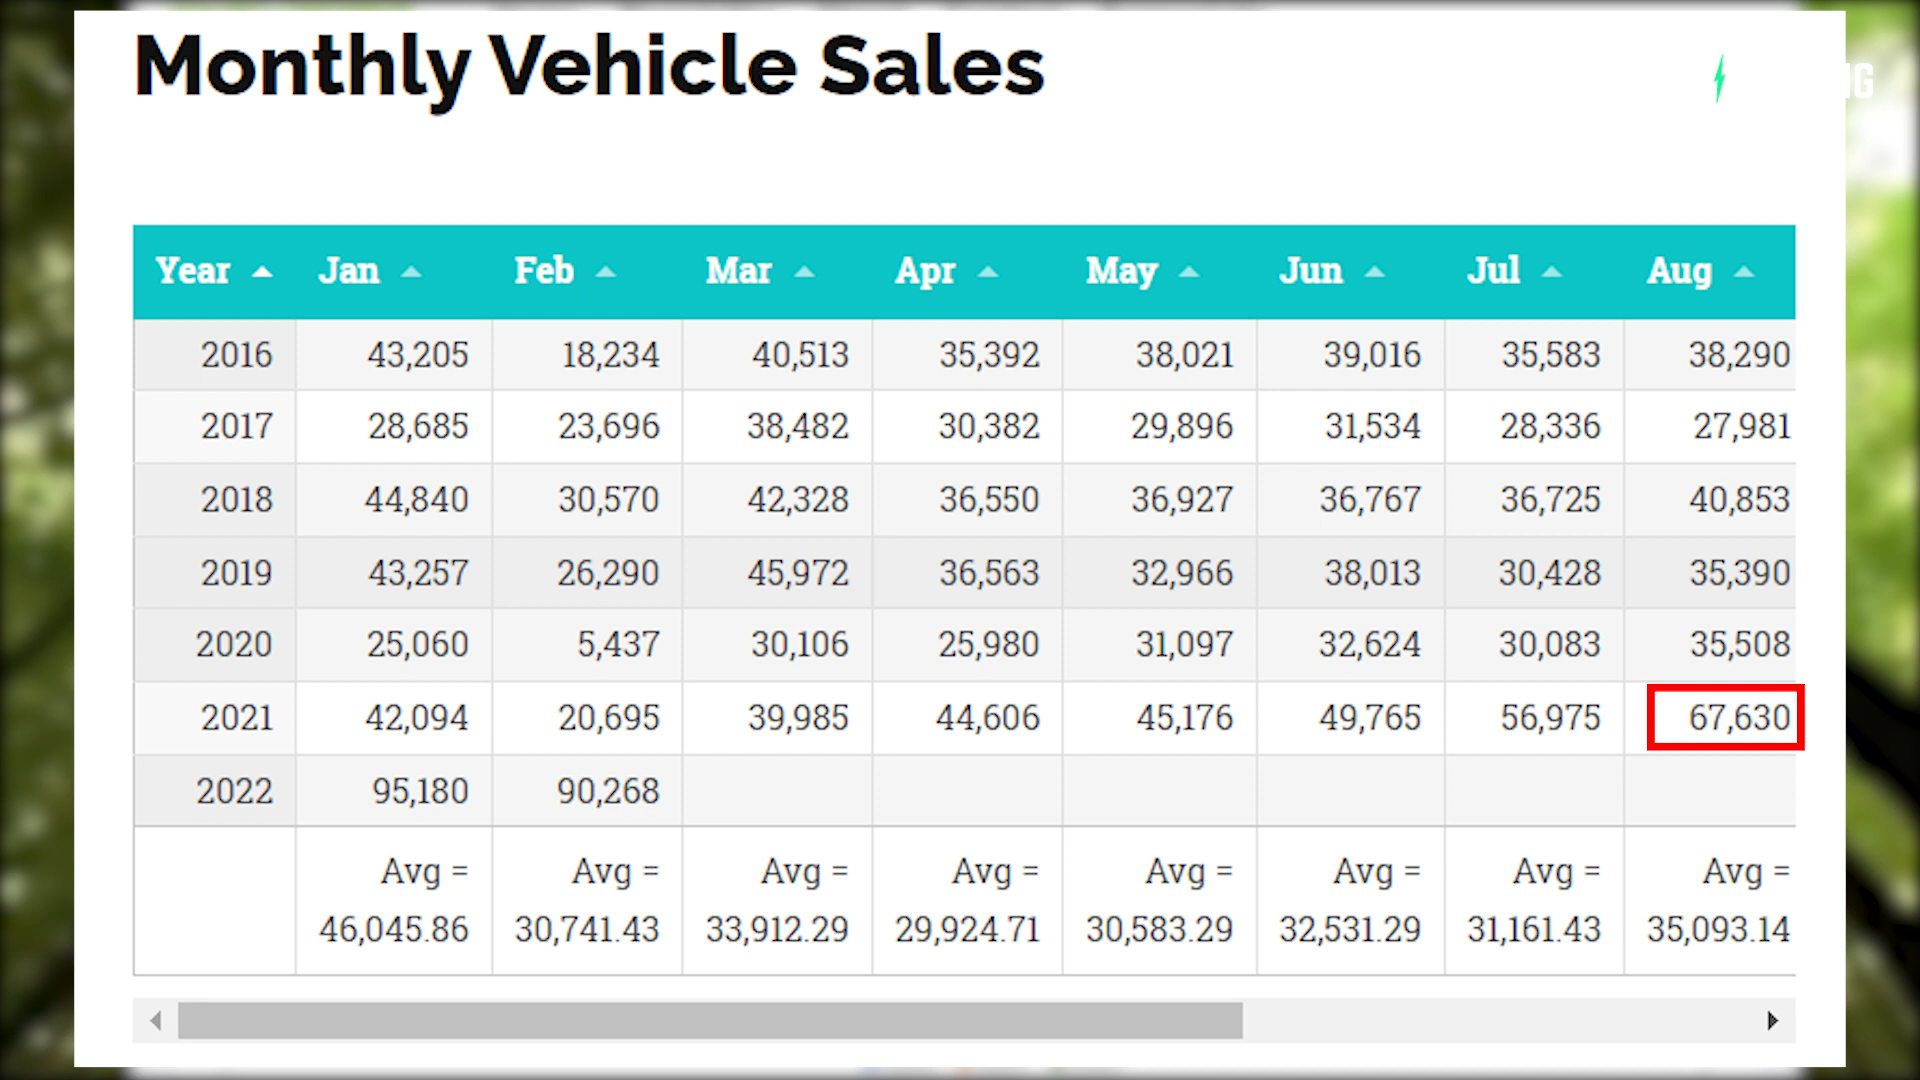 Monthly Vehicle Sales
Year Jan Feb Mar Apr May Jun Jul Aug
2016 43,205 18,234 40,513 35,392 38,021 39,016 35,583 38,290
2017 28,685 23,696 38,482 30,382 29,896 31,534 28,336 27,981
2018 44,840 30,570 42,328 36,550 36,927 36,767 36,725 40,853
2019 43,257 26,290 45,972 36,563 32,966 38,013 30,428 35,390
2020 25,060 5,437 30,106 25,980 31,097 32,624 30,083 35,508
2021 42,094 20,695 39,985 44,606 45,176 49,765 56,975 67,630
2022 95,180 90,268
Avg = Avg = Avg = Avg = Avg = Avg = Avg = Avg =
46,045.86 30,741.43 33,912.29 29,924.71 30,583.29 32,531.29 31,161.43 35,093.14